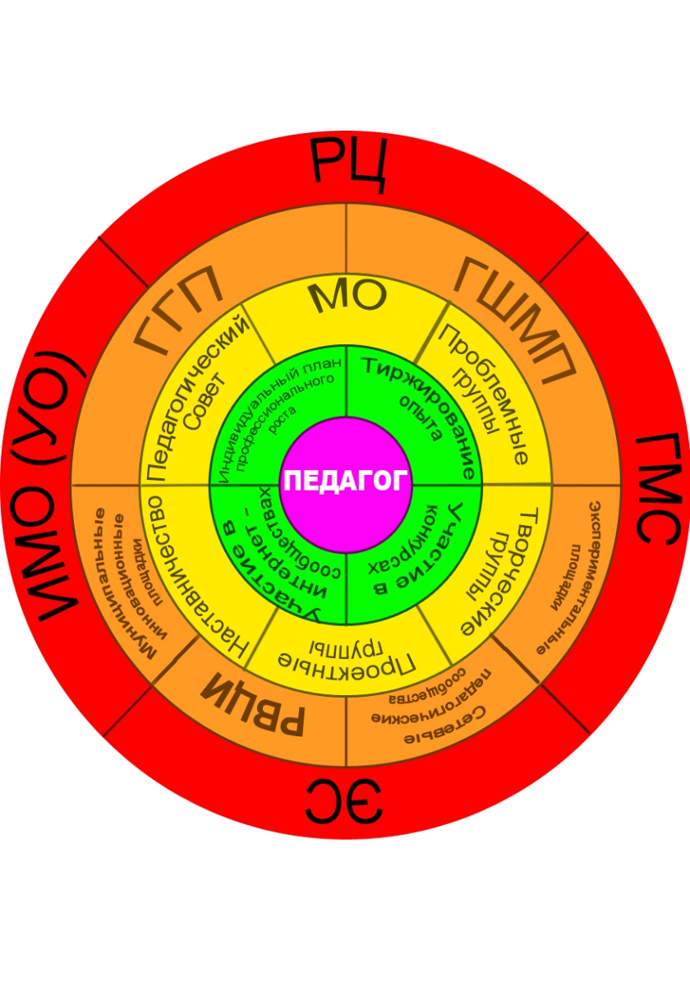 РЦ
ГМС
ЭС
ИМО (УО)
ГГП
ГШМП
Экспериментальные
площадки
Сетевые
педагогические
сообщества
РВЦИ
Муниципальные
инновационные
площадки
МО
Проблемные
группы
Творческие
группы
Проектные
группы
Наставничество
Педагогический
Совет
Индивидуальный план
профессионального
роста
Тиржирование
опыта
Участие в
конкурсах
Участие в
интернет –
сообществах
ПЕДАГОГ